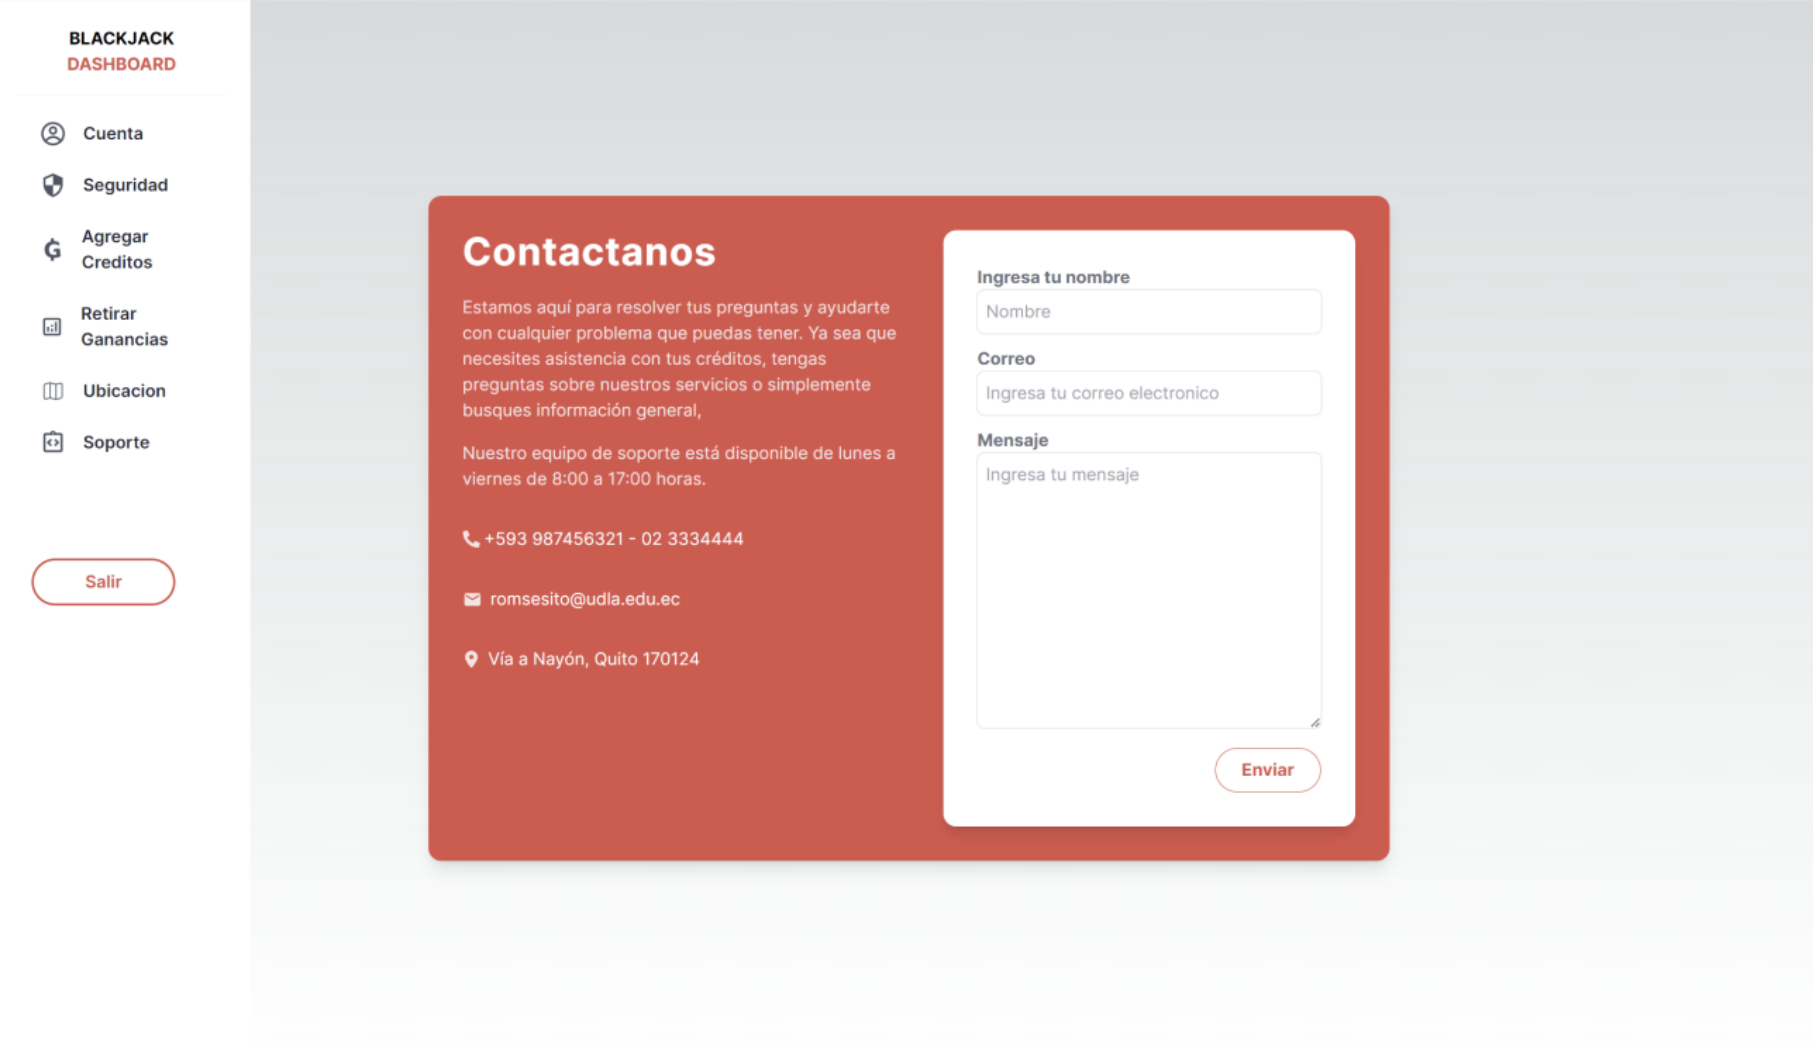 BLACKJACK
DASHBOARD
Cuenta
Seguridad
Agregar
Creditos
Retirar
Ganancias
Ubicacion
Soporte
Salir
Contactanos
Estamos aquí para resolver tus preguntas y ayudarte
con cualquier problema que puedas tener. Ya sea que
necesites asistencia con tus créditos, tengas
preguntas sobre nuestros servicios o simplemente
busques información general,
Nuestro equipo de soporte está disponible de lunes a
viernes de 8:00 a 17:00 horas.
+593 987456321 - 02 3334444
romsesito@udla.edu.ec
Vía a Nayón, Quito 170124
Ingresa tu nombre
Nombre
Correo
Ingresa tu correo electronico
Mensaje
Ingresa tu mensaje
Enviar